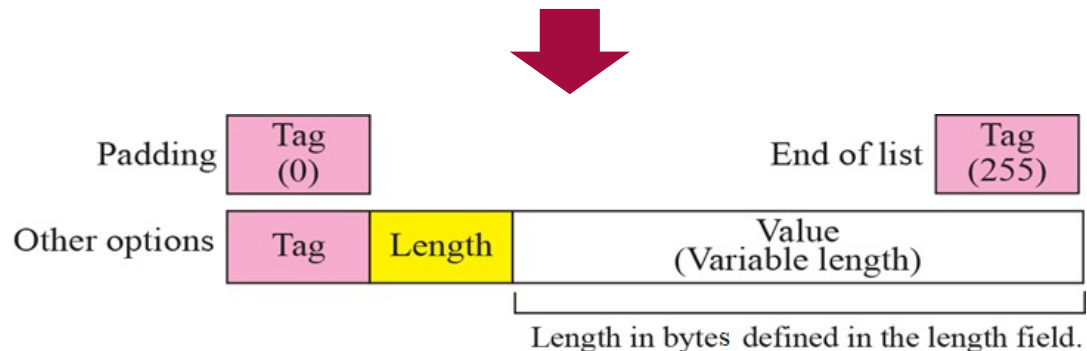 Padding
Tag
(0)
End of list
Tag
(255)
Other options
Tag
Length
Value
(Variable length)
Length in bytes defined in the length field.